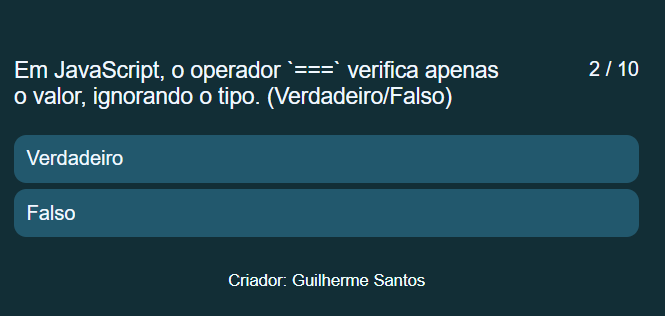 Em JavaScript, o operador `===` verifica apenas
o valor, ignorando o tipo. (Verdadeiro/Falso)
2 / 10
Verdadeiro
Falso
Criador: Guilherme Santos